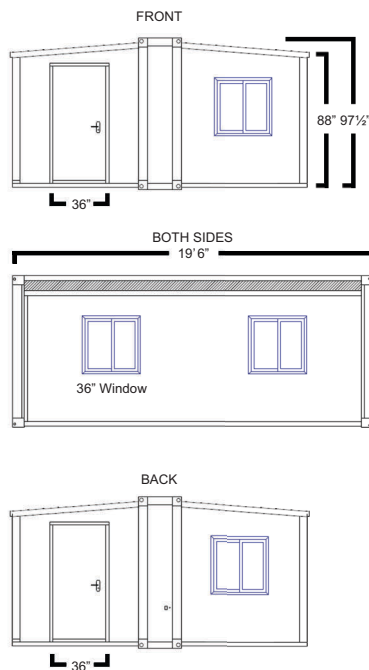 FRONT
88" 97½"
36"
BOTH SIDES
19' 6"
36" Window
BACK
36"